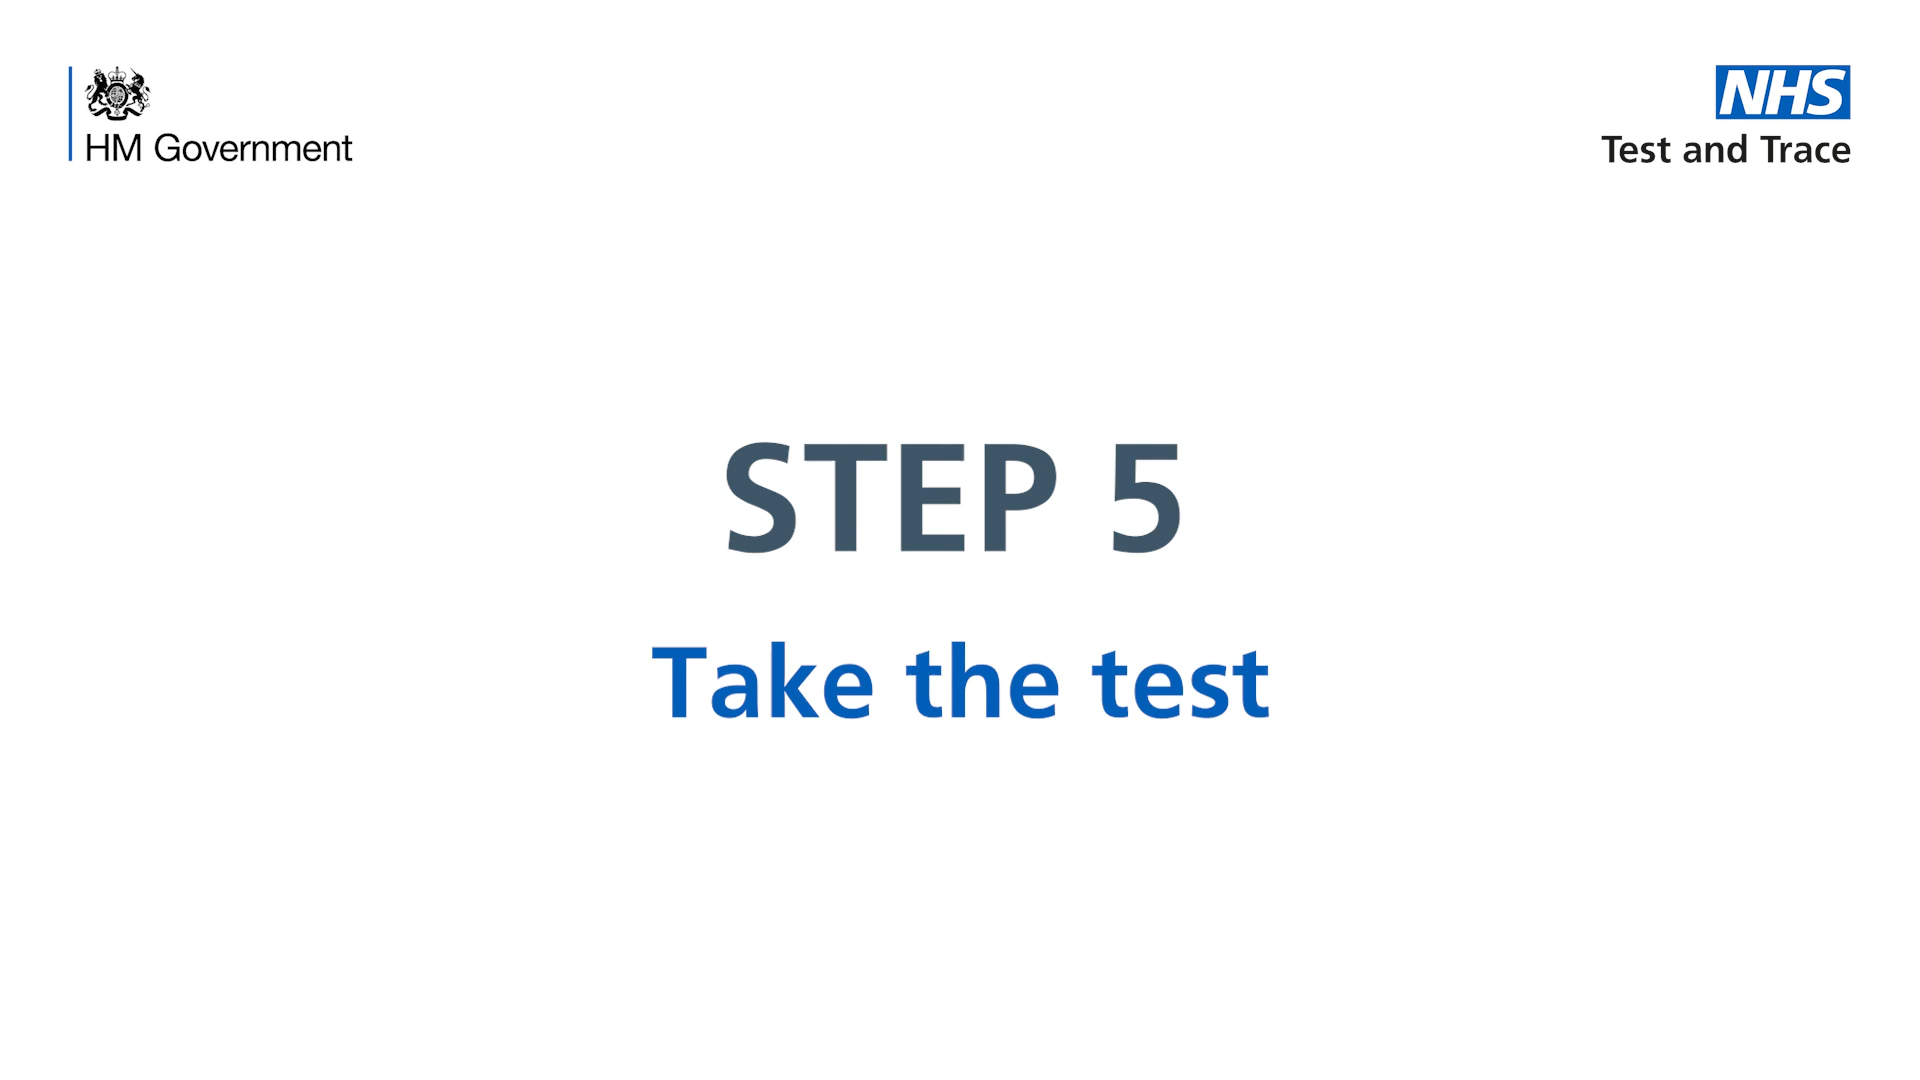 HM Government
NHS
Test and Trace
STEP 5
Take the test